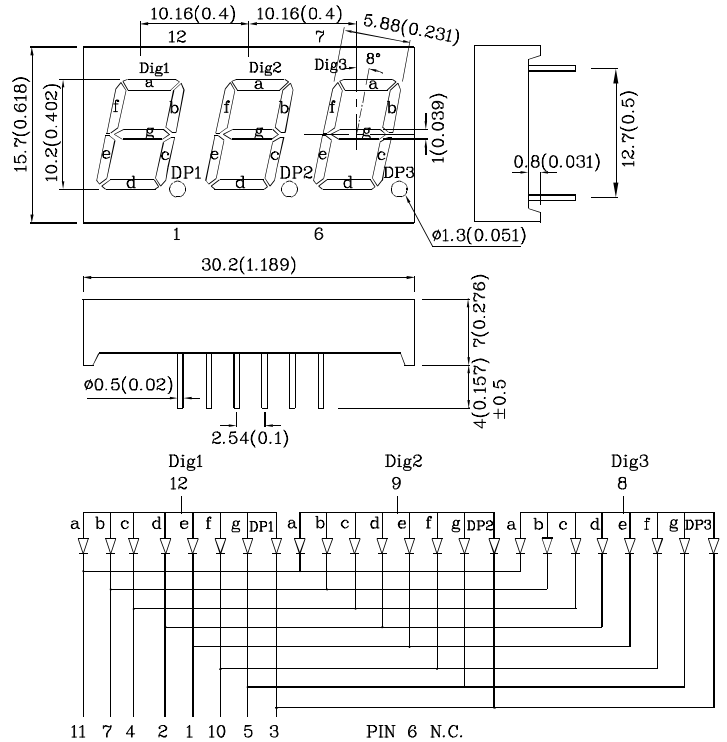 10.16(0.4) 10.16(0.4) 5.88(0.231)
12 7
Dig1 Dig2 Dig3 8°
a a a
f b f b f b
g g g
e c e c e c
d d d
DP1 DP2 DP3
15.7(0.618)
10.2(0.402)
1(0.039)
0.8(0.031)
12.7(0.5)
1 6
ø1.3(0.051)
30.2(1.189)
7(0.276)
ø0.5(0.02)
4(0.157)
±0.5
2.54(0.1)
Dig1 Dig2 Dig3
12 9 8
a b c d e f g DP1 a b c d e f g DP2 a b c d e f g DP3
11 7 4 2 1 10 5 3 PIN 6 N.C.